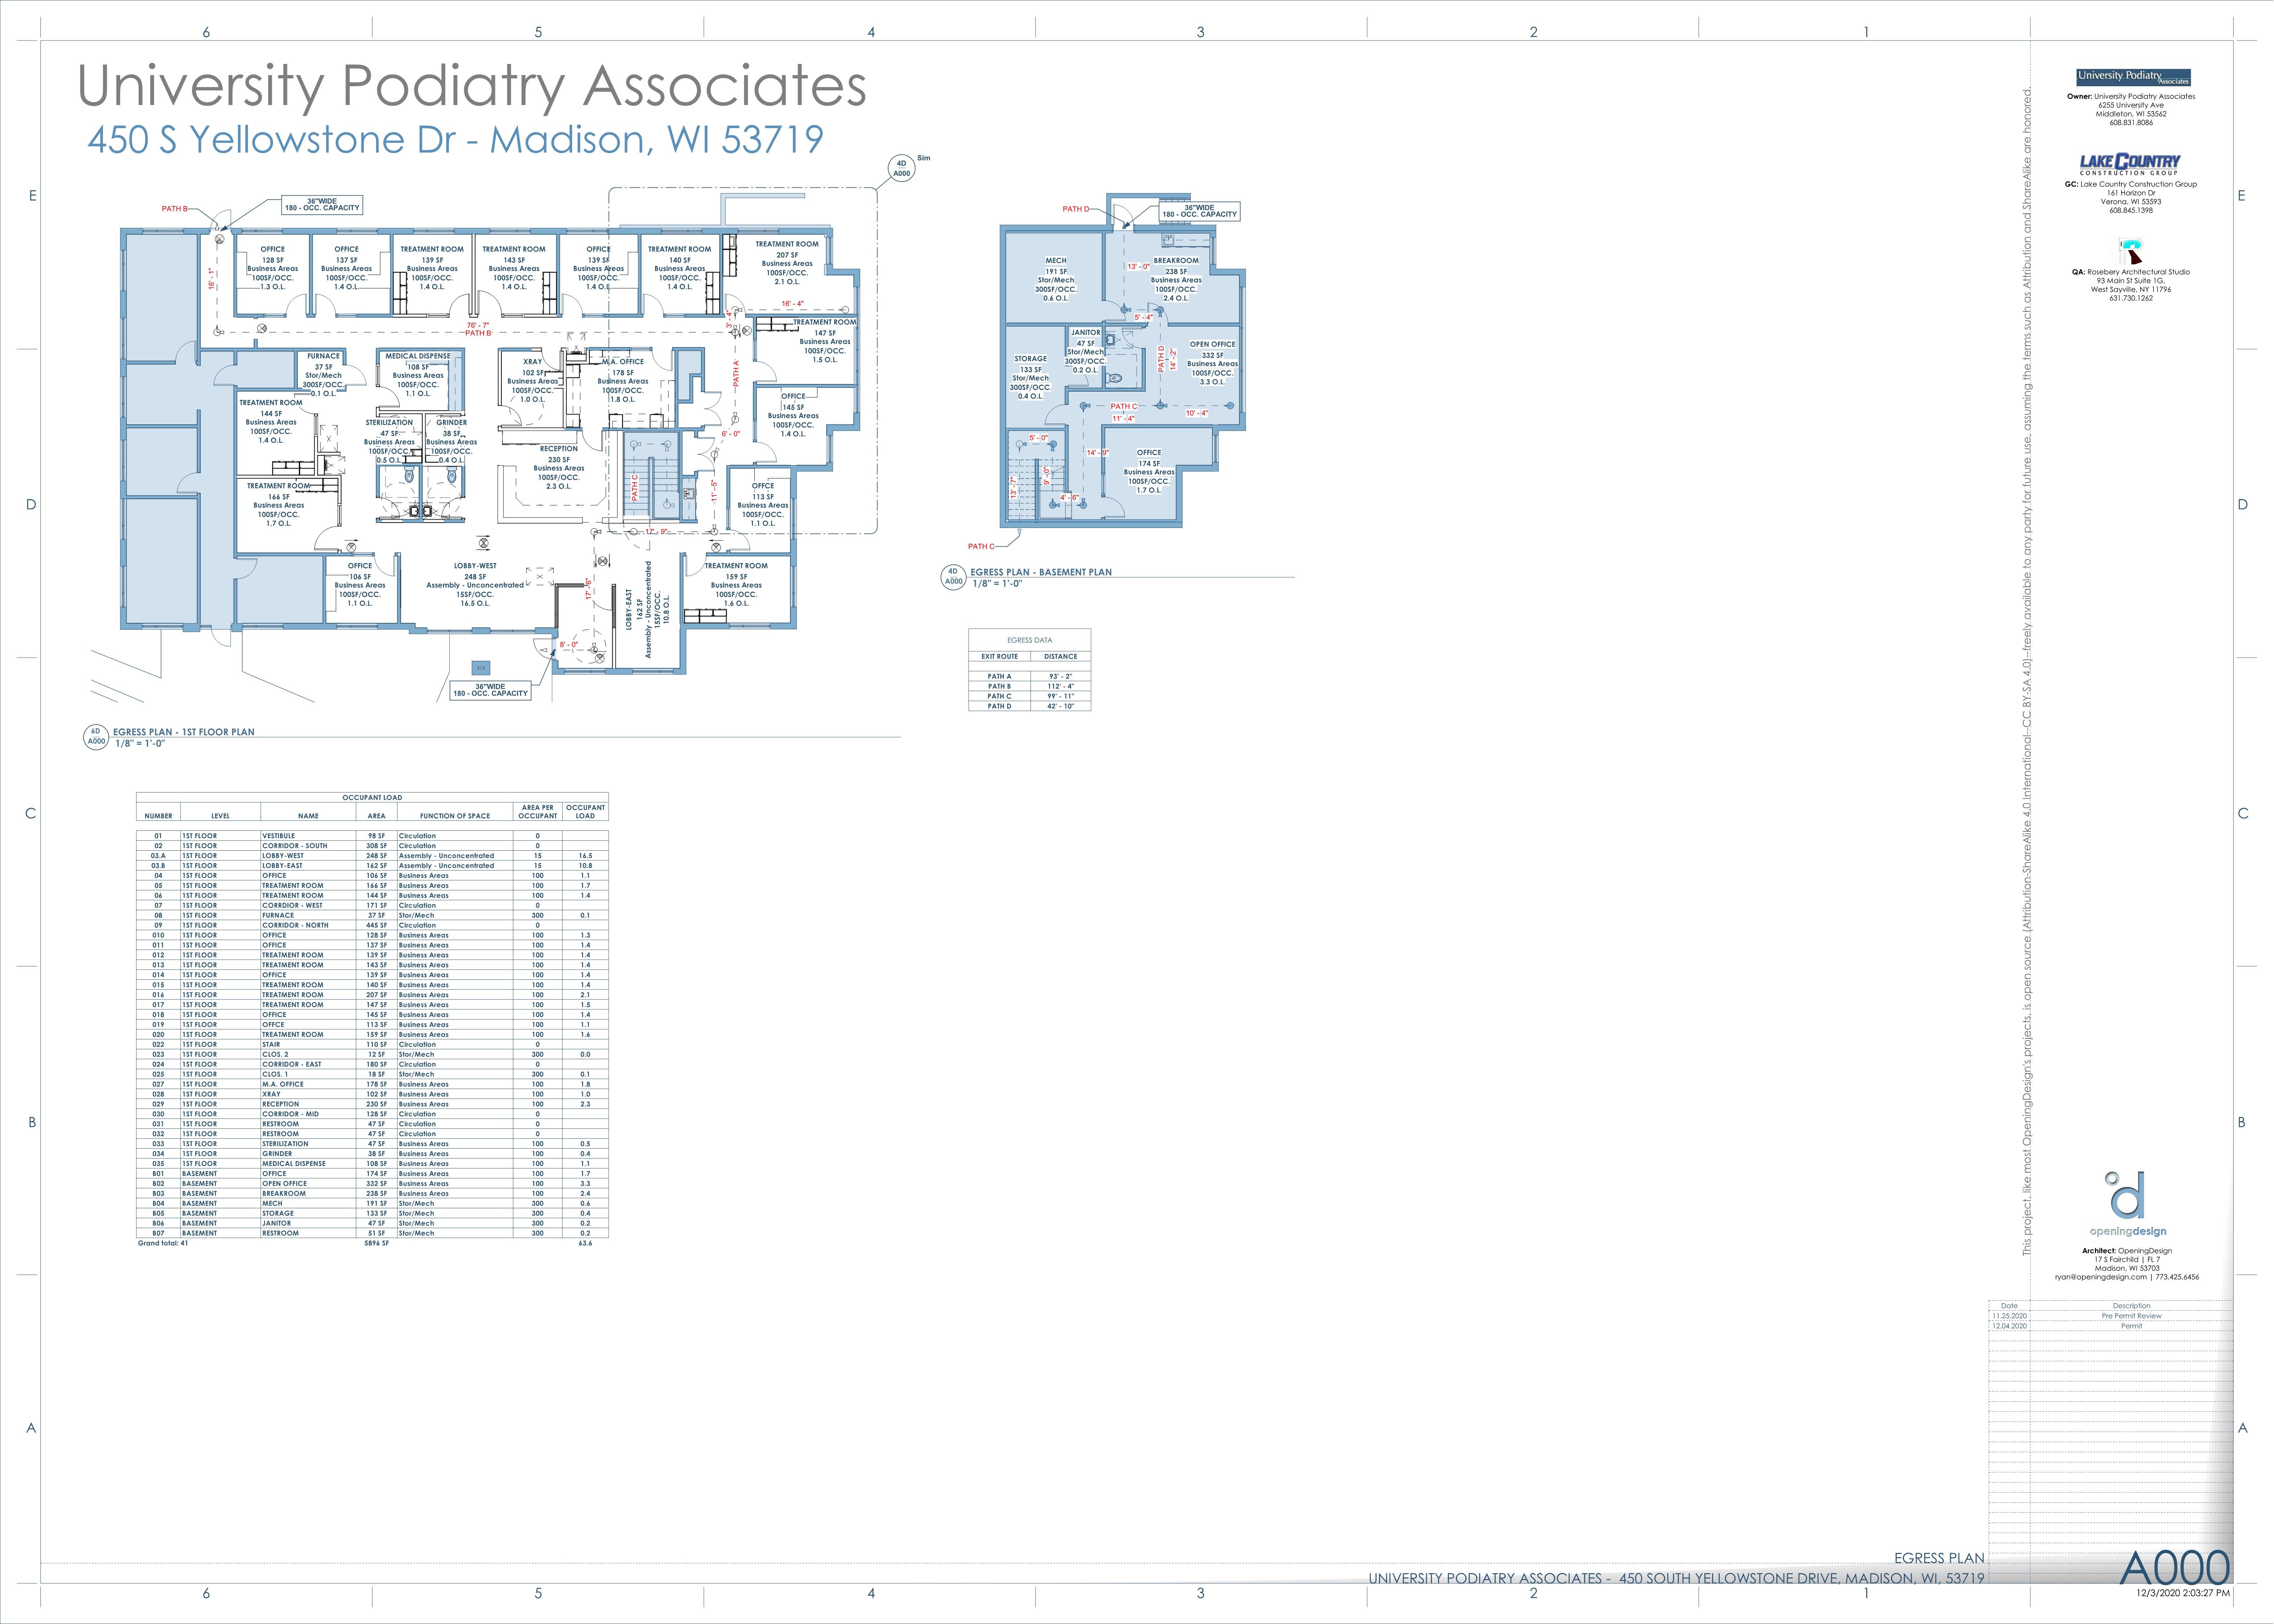 6 5 4 3 2 1
University Podiatry Associates
450 S Yellowstone Dr - Madison, WI 53719
E
D
C
B
A
4D
A000
Sim
PATH B
36"WIDE
180 - OCC. CAPACITY
16' - 1"
OFFICE
128 SF
Business Areas
100SF/OCC.
1.3 O.L.
OFFICE
137 SF
Business Areas
100SF/OCC.
1.4 O.L.
TREATMENT ROOM
139 SF
Business Areas
100SF/OCC.
1.4 O.L.
TREATMENT ROOM
143 SF
Business Areas
100SF/OCC.
1.4 O.L.
OFFICE
139 SF
Business Areas
100SF/OCC.
1.4 O.L.
TREATMENT ROOM
140 SF
Business Areas
100SF/OCC.
1.4 O.L.
TREATMENT ROOM
207 SF
Business Areas
100SF/OCC.
2.1 O.L.
16' - 4"
76' - 7"
PATH B
TREATMENT ROOM
147 SF
Business Areas
100SF/OCC.
1.5 O.L.
FURNACE
37 SF
Stor/Mech
300SF/OCC.
0.1 O.L.
MEDICAL DISPENSE
108 SF
Business Areas
100SF/OCC.
1.1 O.L.
XRAY
102 SF
Business Areas
100SF/OCC.
1.0 O.L.
M.A. OFFICE
178 SF
Business Areas
100SF/OCC.
1.8 O.L.
PATH A
OFFICE
145 SF
Business Areas
100SF/OCC.
1.4 O.L.
TREATMENT ROOM
144 SF
Business Areas
100SF/OCC.
1.4 O.L.
STERILIZATION
47 SF
Business Areas
100SF/OCC.
0.5 O.L.
GRINDER
38 SF
Business Areas
100SF/OCC.
0.4 O.L.
RECEPTION
230 SF
Business Areas
100SF/OCC.
2.3 O.L.
6' - 0"
PATH C
11' - 5"
TREATMENT ROOM
166 SF
Business Areas
100SF/OCC.
1.7 O.L.
OFFCE
113 SF
Business Areas
100SF/OCC.
1.1 O.L.
17' - 9"
OFFICE
106 SF
Business Areas
100SF/OCC.
1.1 O.L.
LOBBY-WEST
248 SF
Assembly - Unconcentrated
15SF/OCC.
16.5 O.L.
17' - 6"
LOBBY-EAST
162 SF
Assembly - Unconcentrated
15SF/OCC.
10.8 O.L.
TREATMENT ROOM
159 SF
Business Areas
100SF/OCC.
1.6 O.L.
8' - 0"
36"WIDE
180 - OCC. CAPACITY
6D
A000
EGRESS PLAN - 1ST FLOOR PLAN
1/8" = 1'-0"
PATH D
36"WIDE
180 - OCC. CAPACITY
MECH
191 SF
Stor/Mech
300SF/OCC.
0.6 O.L.
13' - 0"
BREAKROOM
238 SF
Business Areas
100SF/OCC.
2.4 O.L.
5' - 4"
JANITOR
47 SF
Stor/Mech
300SF/OCC.
0.2 O.L.
STORAGE
133 SF
Stor/Mech
300SF/OCC.
0.4 O.L.
PATH D
14' - 2"
OPEN OFFICE
332 SF
Business Areas
100SF/OCC.
3.3 O.L.
PATH C
11' - 4"
10' - 4"
5' - 0"
14' - 9"
9' - 0"
13' - 7"
4' - 6"
OFFICE
174 SF
Business Areas
100SF/OCC.
1.7 O.L.
PATH C
4D
A000
EGRESS PLAN - BASEMENT PLAN
1/8" = 1'-0"
EGRESS DATA
EXIT ROUTE DISTANCE
PATH A 93' - 2"
PATH B 112' - 4"
PATH C 99' - 11"
PATH D 42' - 10"
OCCUPANT LOAD
NUMBER LEVEL NAME AREA FUNCTION OF SPACE AREA PER OCCUPANT OCCUPANT LOAD
01 1ST FLOOR VESTIBULE 98 SF Circulation 0
02 1ST FLOOR CORRIDOR - SOUTH 308 SF Circulation 0
03.A 1ST FLOOR LOBBY-WEST 248 SF Assembly - Unconcentrated 15 16.5
03.B 1ST FLOOR LOBBY-EAST 162 SF Assembly - Unconcentrated 15 10.8
04 1ST FLOOR OFFICE 106 SF Business Areas 100 1.1
05 1ST FLOOR TREATMENT ROOM 166 SF Business Areas 100 1.7
06 1ST FLOOR TREATMENT ROOM 144 SF Business Areas 100 1.4
07 1ST FLOOR CORRDIOR - WEST 171 SF Circulation 0
08 1ST FLOOR FURNACE 37 SF Stor/Mech 300 0.1
09 1ST FLOOR CORRIDOR - NORTH 445 SF Circulation 0
010 1ST FLOOR OFFICE 128 SF Business Areas 100 1.3
011 1ST FLOOR OFFICE 137 SF Business Areas 100 1.4
012 1ST FLOOR TREATMENT ROOM 139 SF Business Areas 100 1.4
013 1ST FLOOR TREATMENT ROOM 143 SF Business Areas 100 1.4
014 1ST FLOOR OFFICE 139 SF Business Areas 100 1.4
015 1ST FLOOR TREATMENT ROOM 140 SF Business Areas 100 1.4
016 1ST FLOOR TREATMENT ROOM 207 SF Business Areas 100 2.1
017 1ST FLOOR TREATMENT ROOM 147 SF Business Areas 100 1.5
018 1ST FLOOR OFFICE 145 SF Business Areas 100 1.4
019 1ST FLOOR OFFCE 113 SF Business Areas 100 1.1
020 1ST FLOOR TREATMENT ROOM 159 SF Business Areas 100 1.6
022 1ST FLOOR STAIR 110 SF Circulation 0
023 1ST FLOOR CLOS. 2 12 SF Stor/Mech 300 0.0
024 1ST FLOOR CORRIDOR - EAST 180 SF Circulation 0
025 1ST FLOOR CLOS. 1 18 SF Stor/Mech 300 0.1
027 1ST FLOOR M.A. OFFICE 178 SF Business Areas 100 1.8
028 1ST FLOOR XRAY 102 SF Business Areas 100 1.0
029 1ST FLOOR RECEPTION 230 SF Business Areas 100 2.3
030 1ST FLOOR CORRIDOR - MID 128 SF Circulation 0
031 1ST FLOOR RESTROOM 47 SF Circulation 0
032 1ST FLOOR RESTROOM 47 SF Circulation 0
033 1ST FLOOR STERILIZATION 47 SF Business Areas 100 0.5
034 1ST FLOOR GRINDER 38 SF Business Areas 100 0.4
035 1ST FLOOR MEDICAL DISPENSE 108 SF Business Areas 100 1.1
B01 BASEMENT OFFICE 174 SF Business Areas 100 1.7
B02 BASEMENT OPEN OFFICE 332 SF Business Areas 100 3.3
B03 BASEMENT BREAKROOM 238 SF Business Areas 100 2.4
B04 BASEMENT MECH 191 SF Stor/Mech 300 0.6
B05 BASEMENT STORAGE 133 SF Stor/Mech 300 0.4
B06 BASEMENT JANITOR 47 SF Stor/Mech 300 0.2
B07 BASEMENT RESTROOM 51 SF Stor/Mech 300 0.2
Grand total: 41 5896 SF 63.6
This project, like most OpeningDesign's projects, is open source (Attribution-ShareAlike 4.0 International--CC BY-SA 4.0)--freely available to any party for future use, assuming the terms such as Attribution and ShareAlike are honored.
University Podiatry
Associates
Owner: University Podiatry Associates
6255 University Ave
Middleton, WI 53562
608.831.8086
LAKE COUNTRY
CONSTRUCTION GROUP
GC: Lake Country Construction Group
161 Horizon Dr
Verona, WI 53593
608.845.1398
QA: Rosebery Architectural Studio
93 Main St Suite 1G,
West Sayville, NY 11796
631.730.1262
openingdesign
Architect: OpeningDesign
17 S Fairchild | FL 7
Madison, WI 53703
ryan@openingdesign.com | 773.425.6456
Date Description
11.25.2020 Pre Permit Review
12.04.2020 Permit
E
D
C
B
A
EGRESS PLAN
UNIVERSITY PODIATRY ASSOCIATES - 450 SOUTH YELLOWSTONE DRIVE, MADISON, WI, 53719
A000
12/3/2020 2:03:27 PM
6 5 4 3 2 1